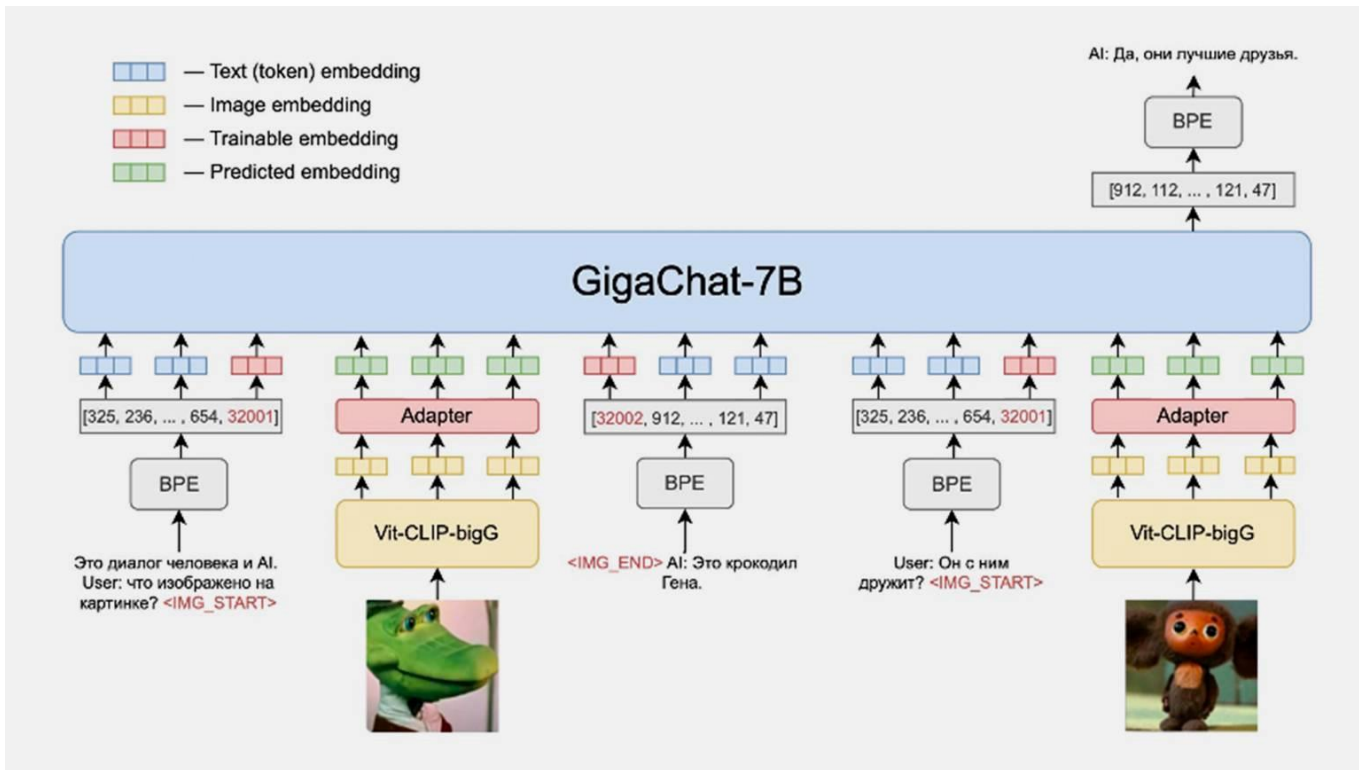 — Text (token) embedding
— Image embedding
— Trainable embedding
— Predicted embedding
AI: Да, они лучшие друзья.
BPE
[912, 112, ... , 121, 47]
GigaChat-7B
[325, 236, ... , 654, 32001]
Adapter
[32002, 912, ... , 121, 47]
[325, 236, ... , 654, 32001]
Adapter
BPE
Vit-CLIP-bigG
BPE
BPE
Vit-CLIP-bigG
Это диалог человека и AI.
User: что изображено на
картинке? <IMG_START>
<IMG_END> AI: Это крокодил
Гена.
User: Он с ним
дружит? <IMG_START>